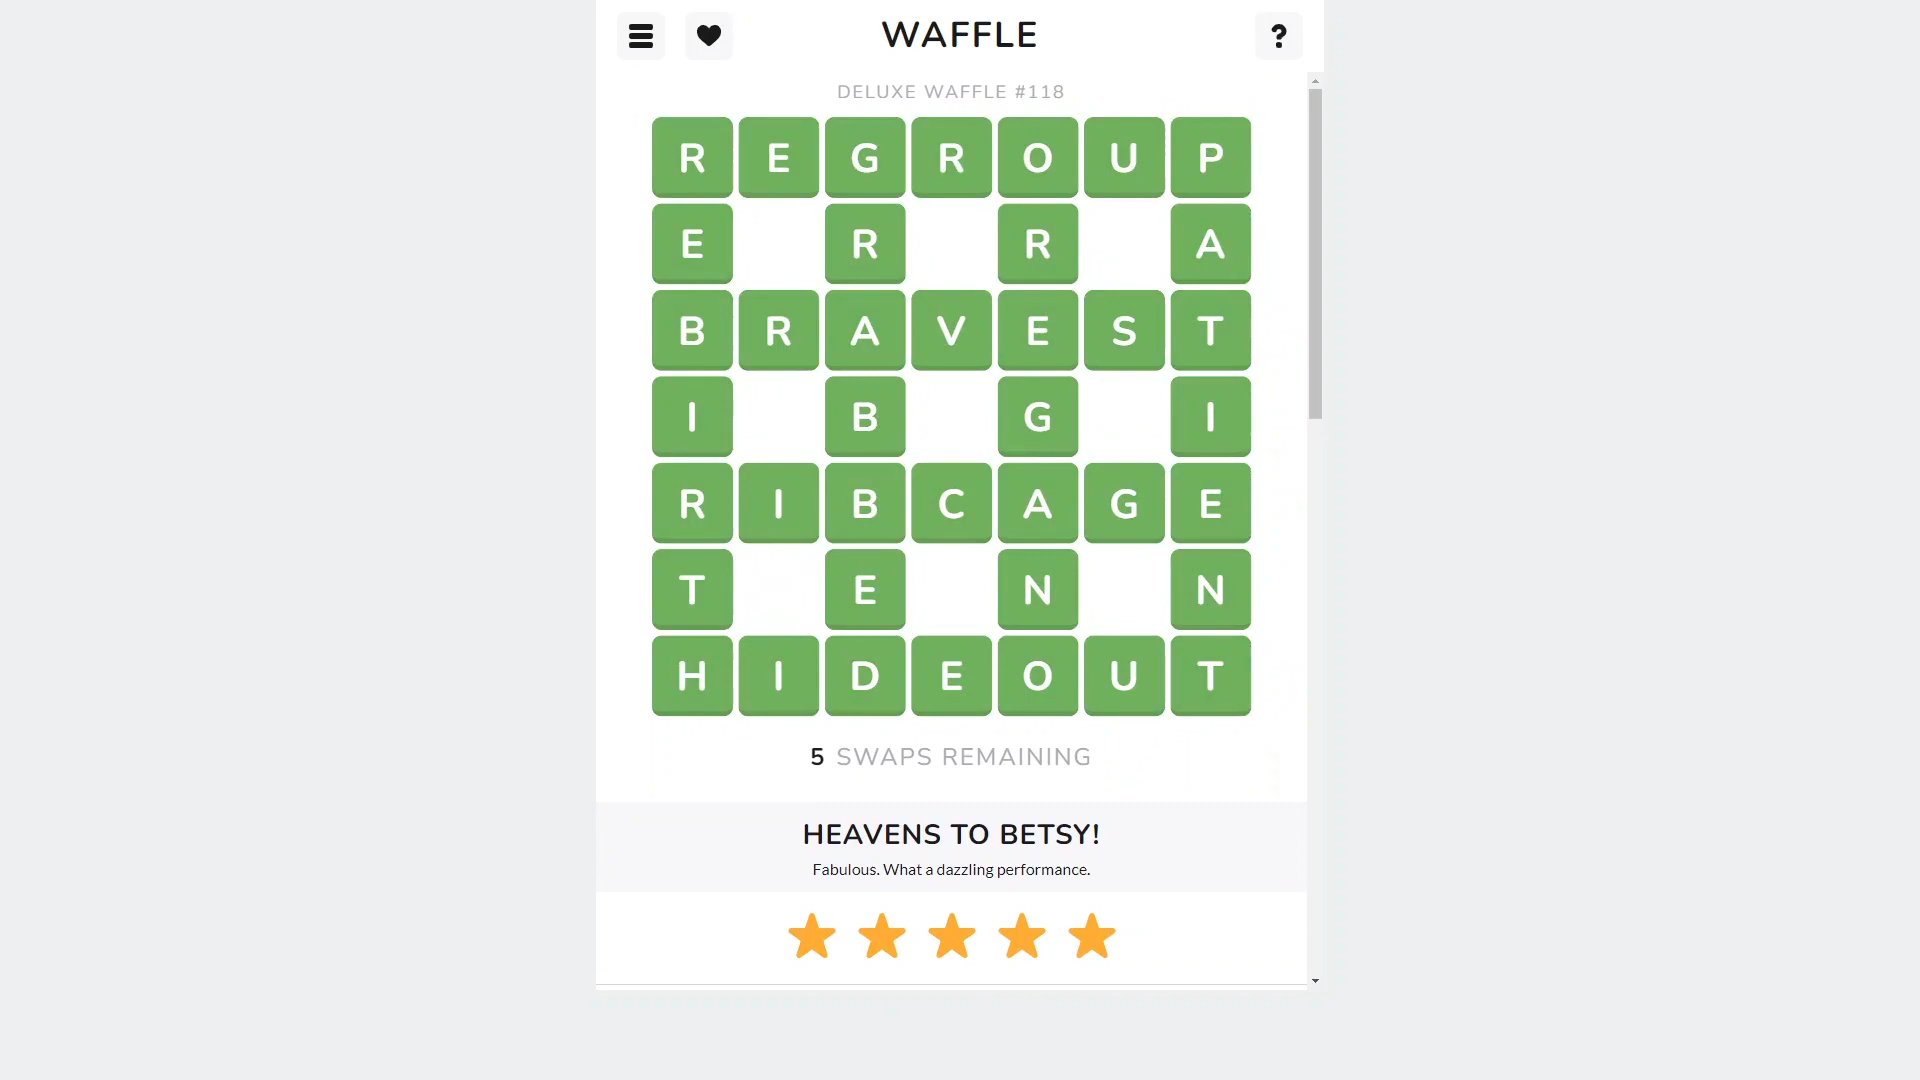 WAFFLE
?
DELUXE WAFFLE #118
R E G R O U P
E R R A
B R A V E S T
I B G I
R I B C A G E
T E N N
H I D E O U T
5 SWAPS REMAINING
HEAVENS TO BETSY!
Fabulous. What a dazzling performance.